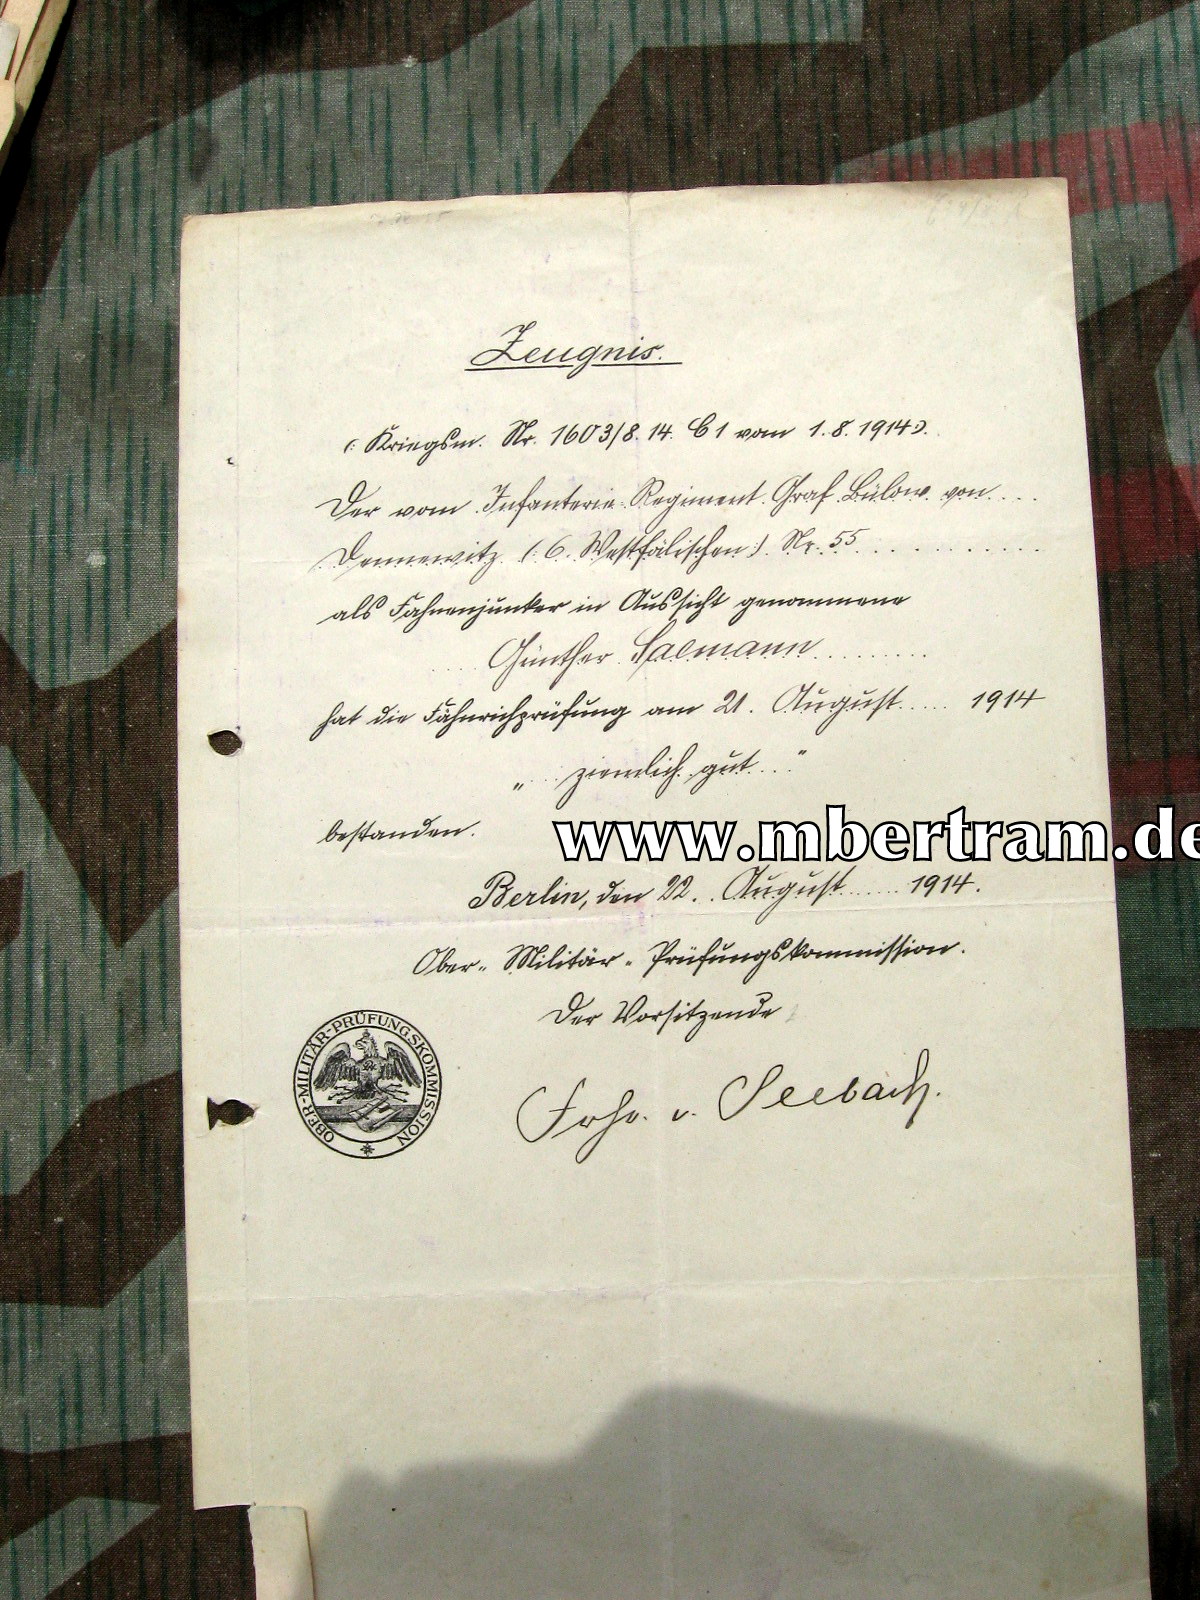 Zeugnis.
(: Kriegsm. Nr. 1603/8. 14. C1 vom 1. 8. 1914:).
Der vom Infanterie-Regiment Graf Bülow von
Dennewitz (: 6. Westfälischen :) Nr. 55
als Fahnenjunker in Aussicht genommene
Günther Salmann
hat die Fähnrichprüfung am 21. August 1914
„ ziemlich gut "
bestanden.
www.mbertram.de
Berlin, den 22. August 1914.
Ober-Militär-Prüfungskommission.
Der Vorsitzende
OBER-MILITÄR-PRÜFUNGSKOMMISSION
Frhr. v. Seebach.